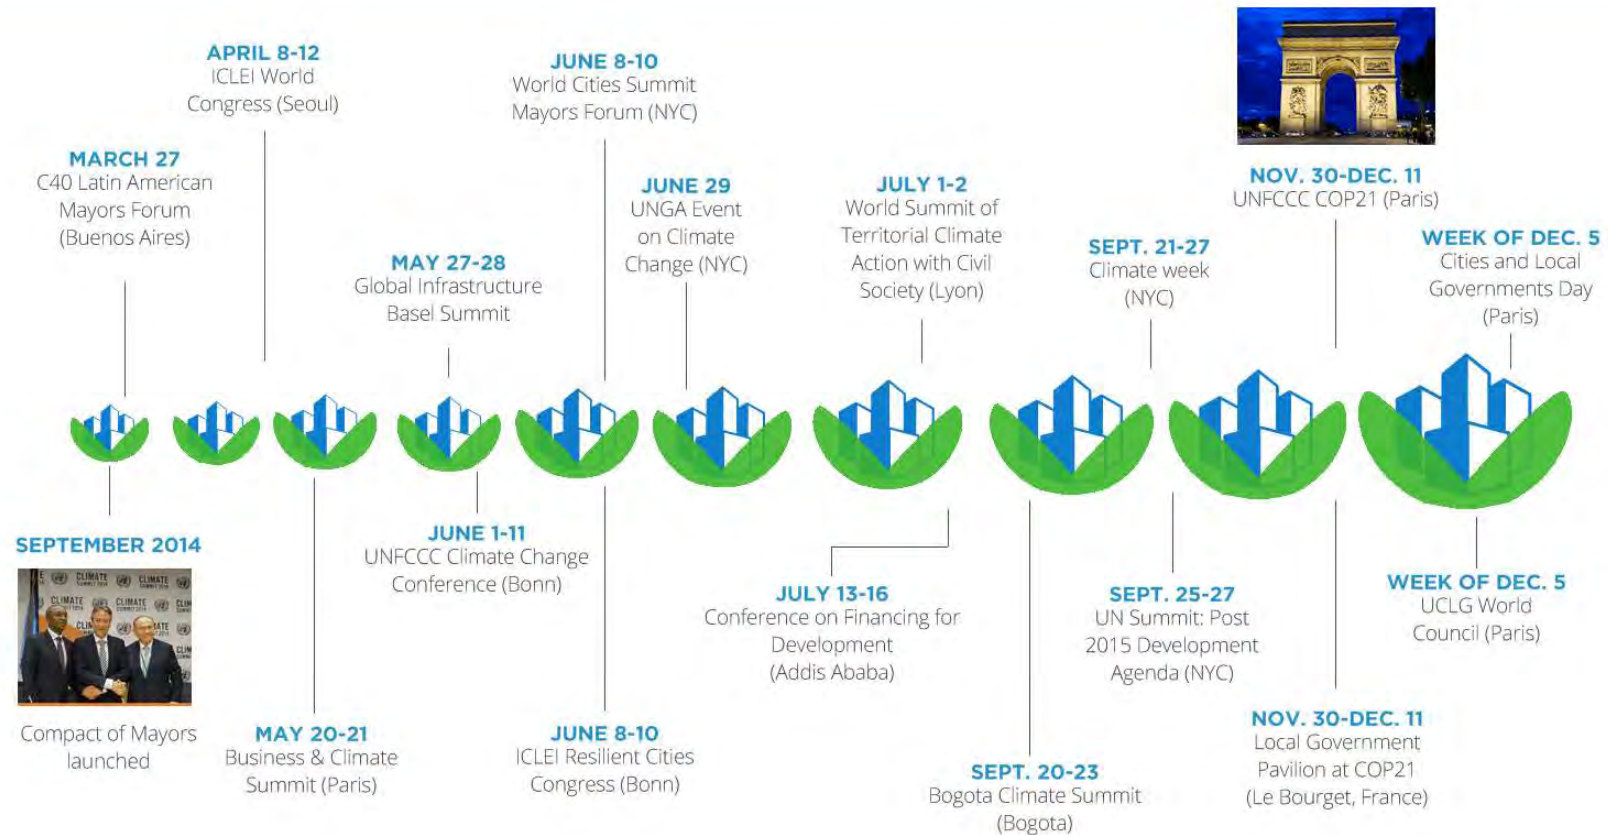 APRIL 8-12
ICLEI World
Congress (Seoul)
JUNE 8-10
World Cities Summit
Mayors Forum (NYC)
MARCH 27
C40 Latin American
Mayors Forum
(Buenos Aires)
MAY 27-28
Global Infrastructure
Basel Summit
JUNE 29
UNGA Event
on Climate
Change (NYC)
JULY 1-2
World Summit of
Territorial Climate
Action with Civil
Society (Lyon)
SEPT. 21-27
Climate week
(NYC)
NOV. 30-DEC. 11
UNFCCC COP21 (Paris)
WEEK OF DEC. 5
Cities and Local
Governments Day
(Paris)
SEPTEMBER 2014
CLIMATE
SUMMIT 2014
CLIMATE
CLIMATE
Compact of Mayors
launched
MAY 20-21
Business & Climate
Summit (Paris)
JUNE 1-11
UNFCCC Climate Change
Conference (Bonn)
JUNE 8-10
ICLEI Resilient Cities
Congress (Bonn)
JULY 13-16
Conference on Financing for
Development
(Addis Ababa)
SEPT. 20-23
Bogota Climate Summit
(Bogota)
SEPT. 25-27
UN Summit: Post
2015 Development
Agenda (NYC)
NOV. 30-DEC. 11
Local Government
Pavilion at COP21
(Le Bourget, France)
WEEK OF DEC. 5
UCLG World
Council (Paris)